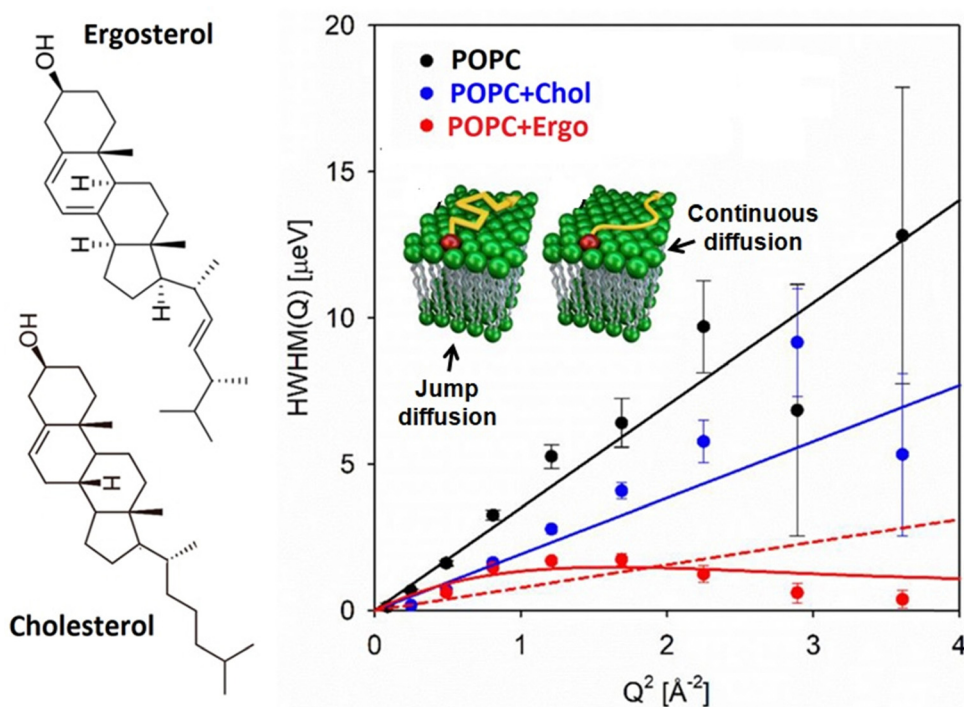 Ergosterol
OH
H
H
H
OH
H
Cholesterol
HWHM(Q) [μeV]
20
15
10
5
0
POPC
POPC+Chol
POPC+Ergo
Continuous
diffusion
Jump
diffusion
0
1
2
3
4
Q² [Å⁻²]